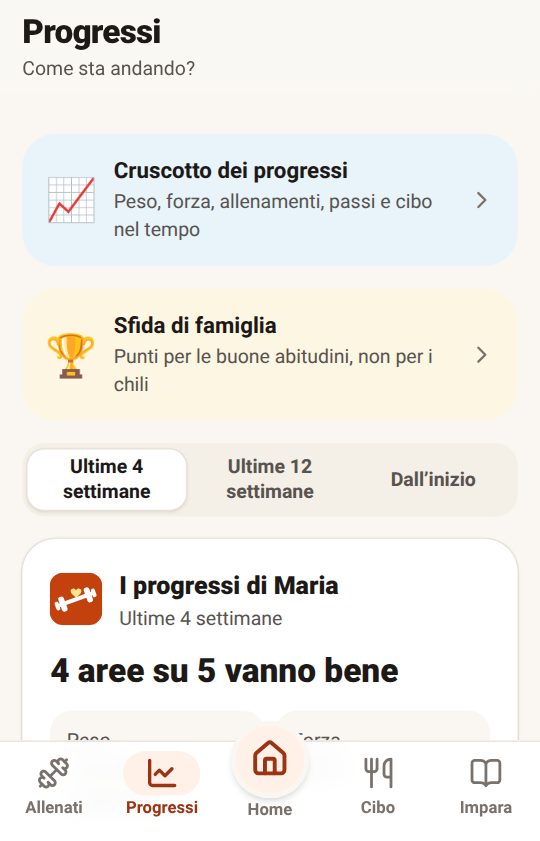 Progressi
Come sta andando?
Cruscotto dei progressi
Peso, forza, allenamenti, passi e cibo
nel tempo
Sfida di famiglia
Punti per le buone abitudini, non per i
chili
Ultime 4
settimane
Ultime 12
settimane
Dall’inizio
I progressi di Maria
Ultime 4 settimane
4 aree su 5 vanno bene
Allenati
Progressi
Home
Cibo
Impara